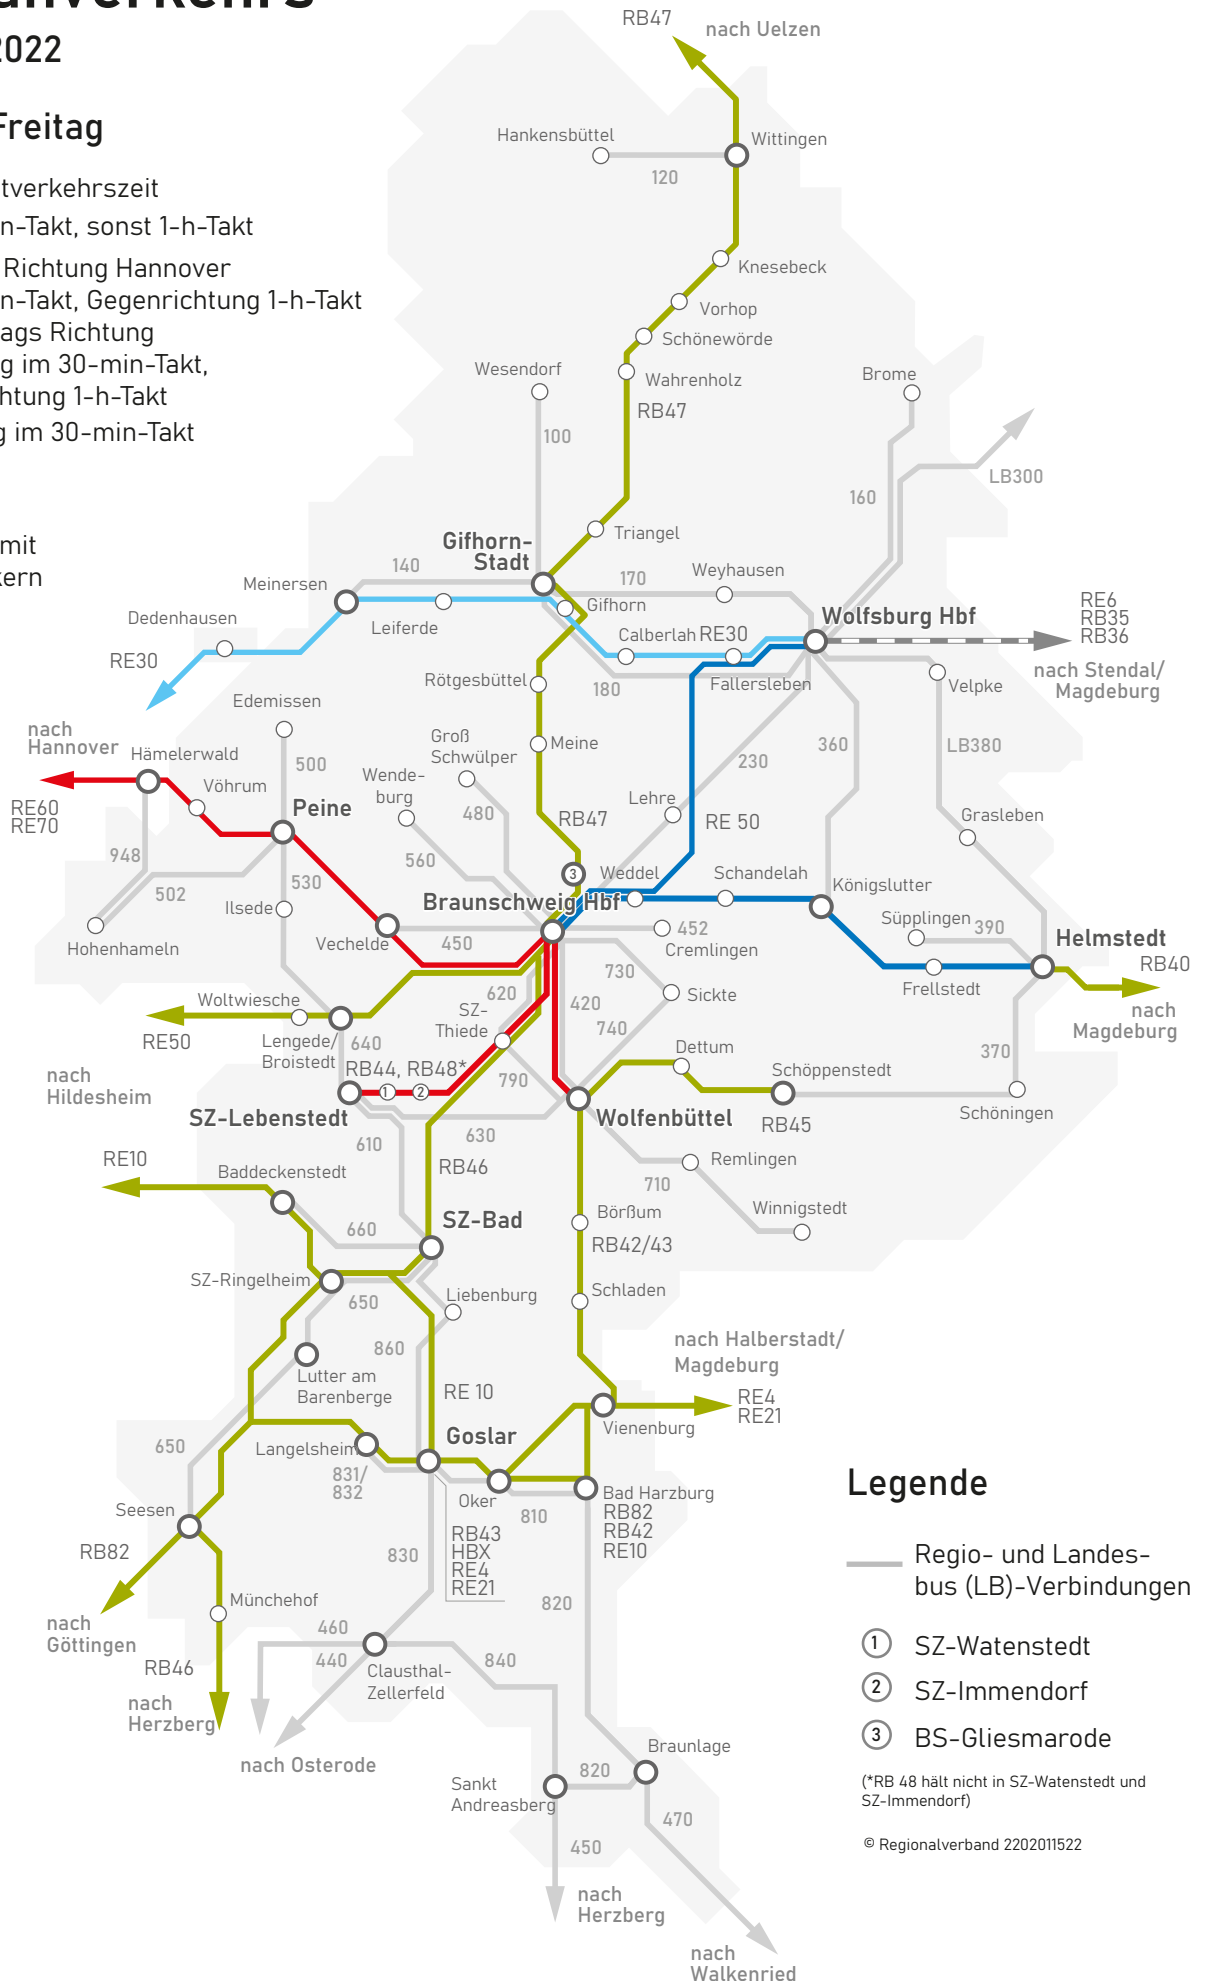 2022
Freitag
tverkehrszeit
n-Takt, sonst 1-h-Takt
Richtung Hannover
n-Takt, Gegenrichtung 1-h-Takt
ags Richtung
g im 30-min-Takt,
htung 1-h-Takt
g im 30-min-Takt
mit
kern
RB47
nach Uelzen
Hankensbüttel
Wittingen
120
Knesebeck
Vorhop
Schönewörde
Wesendorf
Wahrenholz
Brome
RB47
100
LB300
160
Triangel
Gifhorn-
Stadt
140
170
Weyhausen
Meinersen
Dedenhausen
Leiferde
Gifhorn
Wolfsburg Hbf
RE6
RB35
RB36
Calberlah
RE30
RE30
nach Stendal/
Magdeburg
Rötgesbüttel
180
Fallersleben
Velpke
Edemissen
nach
Hannover
Hämelerwald
Groß
Schwülper
Meine
360
LB380
500
230
Vöhrum
Wende-
burg
RE60
RE70
Peine
Lehre
480
RB47
RE 50
Grasleben
948
560
502
530
3
Weddel
Schandelah
Königslutter
Ilsede
Braunschweig Hbf
Süpplingen
390
Hohenhameln
Vechelde
450
452
Cremlingen
Helmstedt
RB40
730
Woltwiesche
620
420
Sickte
Frellstedt
nach
Magdeburg
SZ-
Thiede
RE50
Lengede/
Broistedt
640
740
370
Dettum
RB44, RB48*
nach
Hildesheim
1
2
790
Schöppenstedt
SZ-Lebenstedt
Wolfenbüttel
RB45
Schöningen
610
630
RE10
Baddeckenstedt
RB46
Remlingen
710
660
SZ-Bad
Börßum
Winnigstedt
RB42/43
SZ-Ringelheim
650
Liebenburg
Schladen
860
nach Halberstadt/
Magdeburg
Lutter am
Barenberge
RE 10
RE4
RE21
650
Langelsheim
Goslar
Vienenburg
831/
832
Oker
Bad Harzburg
RB82
RB42
RE10
Seesen
810
RB43
HBX
RE4
RE21
RB82
830
820
Münchehof
nach
Göttingen
460
440
840
RB46
Clausthal-
Zellerfeld
nach
Herzberg
nach Osterode
Braunlage
820
Sankt
Andreasberg
470
450
nach
Herzberg
nach
Walkenried
Legende
Regio- und Landes-
bus (LB)-Verbindungen
1 SZ-Watenstedt
2 SZ-Immendorf
3 BS-Gliesmarode
(*RB 48 hält nicht in SZ-Watenstedt und
SZ-Immendorf)
© Regionalverband 2202011522